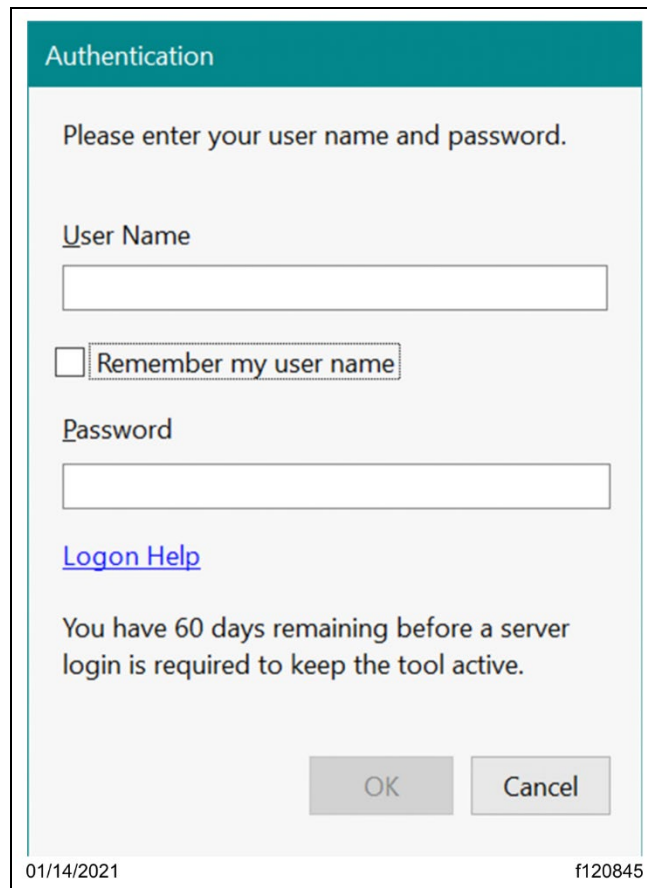 Authentication
Please enter your user name and password.
User Name
Remember my user name
Password
Logon Help
You have 60 days remaining before a server
login is required to keep the tool active.
OK Cancel
01/14/2021 f120845